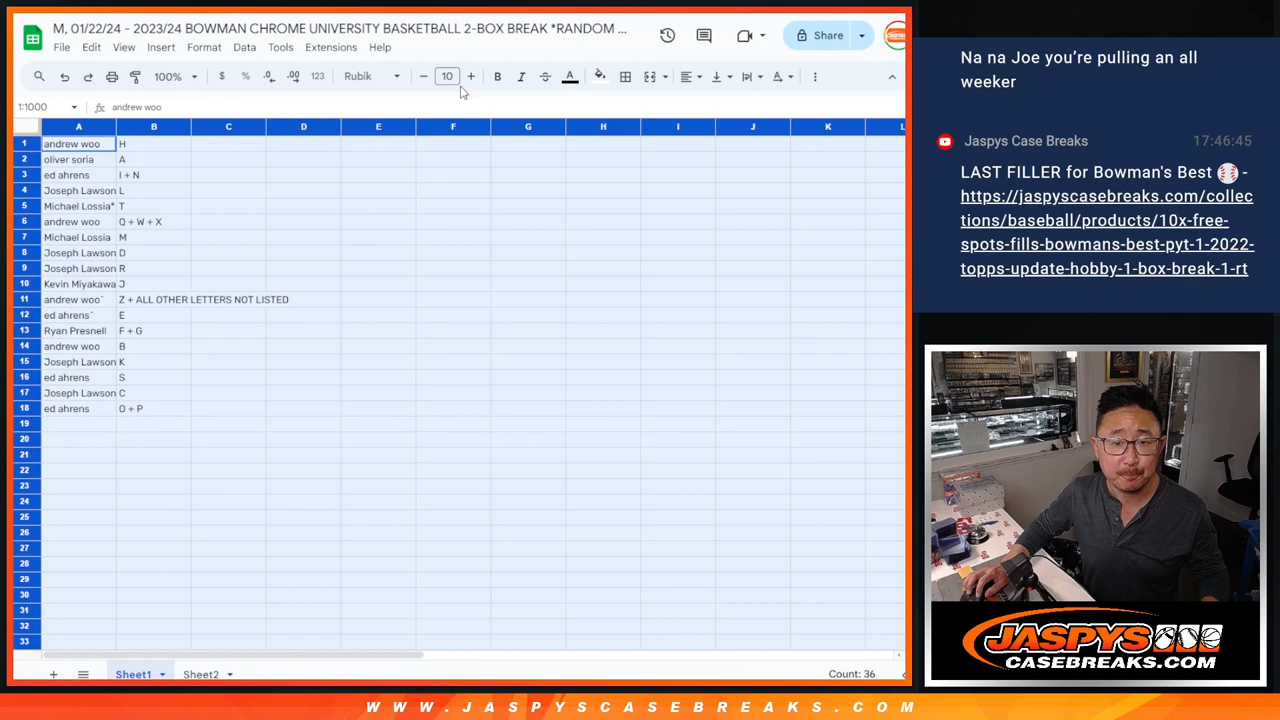 M, 01/22/24 - 2023/24 BOWMAN CHROME UNIVERSITY BASKETBALL 2-BOX BREAK *RANDOM ...
Share
File Edit View Insert Format Data Tools Extensions Help
100% $ % .0 .00 123 Rubik 10 B I A
1:1000 fx andrew woo
A B C D E F G H I J K L
1 andrew woo H
2 oliver soria A
3 ed ahrens I + N
4 Joseph Lawson L
5 Michael Lossia* T
6 andrew woo Q + W + X
7 Michael Lossia M
8 Joseph Lawson D
9 Joseph Lawson R
10 Kevin Miyakawa J
11 andrew woo Z + ALL OTHER LETTERS NOT LISTED
12 ed ahrens E
13 Ryan Presnell F + G
14 andrew woo B
15 Joseph Lawson K
16 ed ahrens S
17 Joseph Lawson C
18 ed ahrens O + P
19
20
21
22
23
24
25
26
27
28
29
30
31
32
33
Sheet1 Sheet2 Count: 36
Na na Joe you’re pulling an all
weeker
Jaspys Case Breaks 17:46:45
LAST FILLER for Bowman's Best ⚾ -
https://jaspyscasebreaks.com/collec
tions/baseball/products/10x-free-
spots-fills-bowmans-best-pyt-1-2022-
topps-update-hobby-1-box-break-1-rt
JASPYS
CASEBREAKS.COM
WWW.JASPYSCASEBREAKS.COM